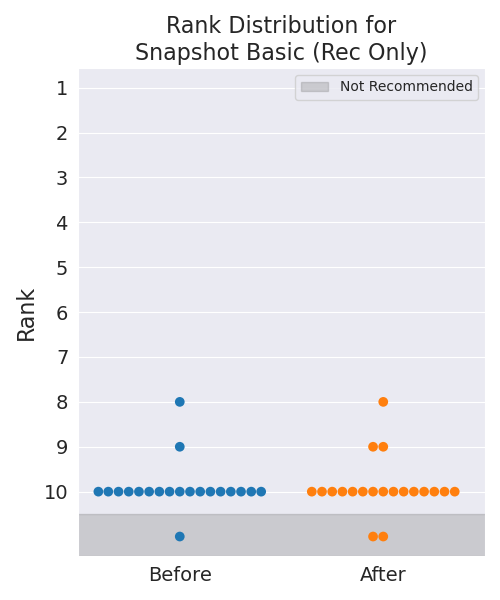 Rank Distribution for
Snapshot Basic (Rec Only)
Not Recommended
Rank
1
2
3
4
5
6
7
8
9
10
Before
After